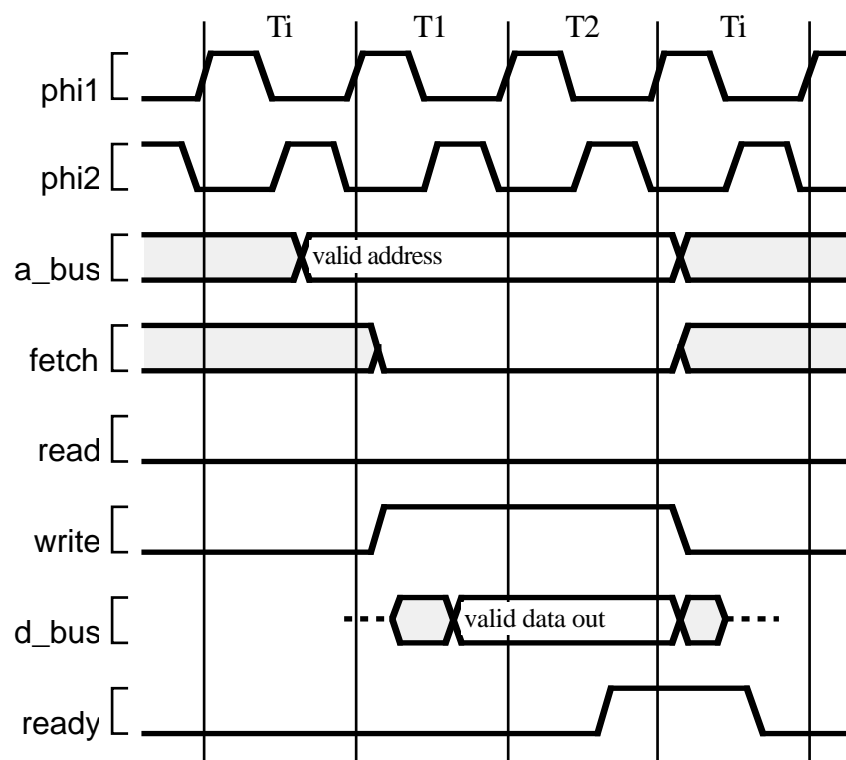 Ti T1 T2 Ti
phi1
phi2
a_bus valid address
fetch
read
write
d_bus valid data out
ready